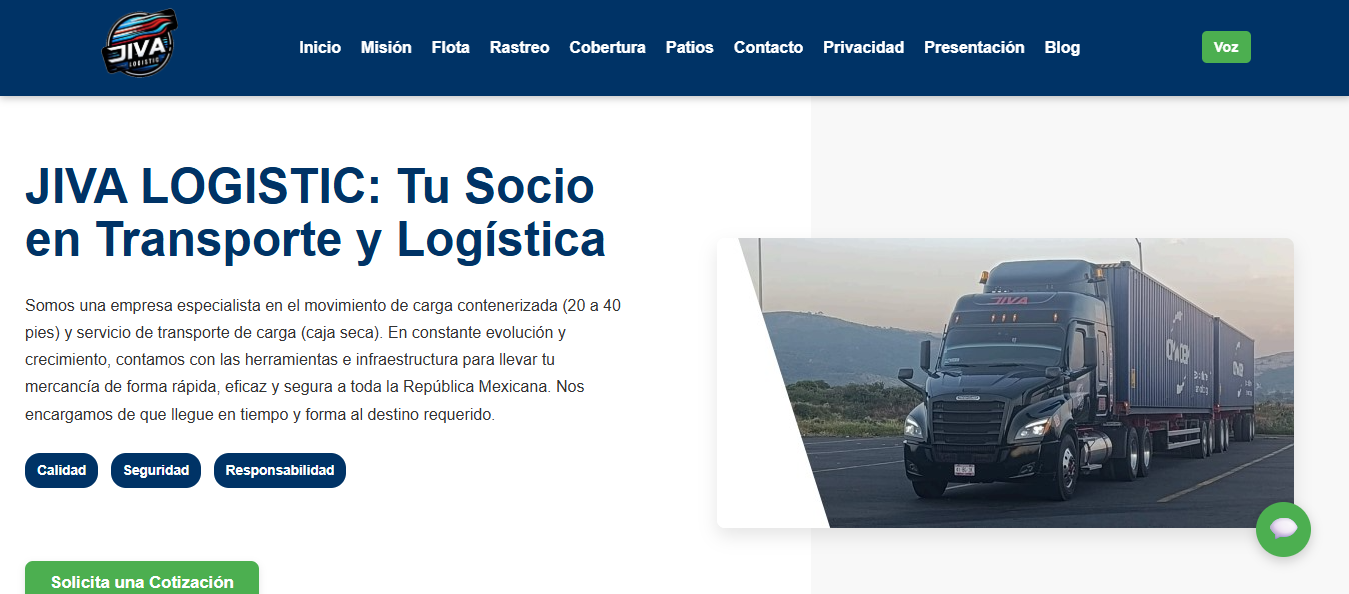 JIVA
LOGISTIC
Inicio Misión Flota Rastreo Cobertura Patios Contacto Privacidad Presentación Blog
Voz
JIVA LOGISTIC: Tu Socio
en Transporte y Logística
Somos una empresa especialista en el movimiento de carga contenerizada (20 a 40
pies) y servicio de transporte de carga (caja seca). En constante evolución y
crecimiento, contamos con las herramientas e infraestructura para llevar tu
mercancía de forma rápida, eficaz y segura a toda la República Mexicana. Nos
encargamos de que llegue en tiempo y forma al destino requerido.
Calidad Seguridad Responsabilidad
JIVA
Solicita una Cotización